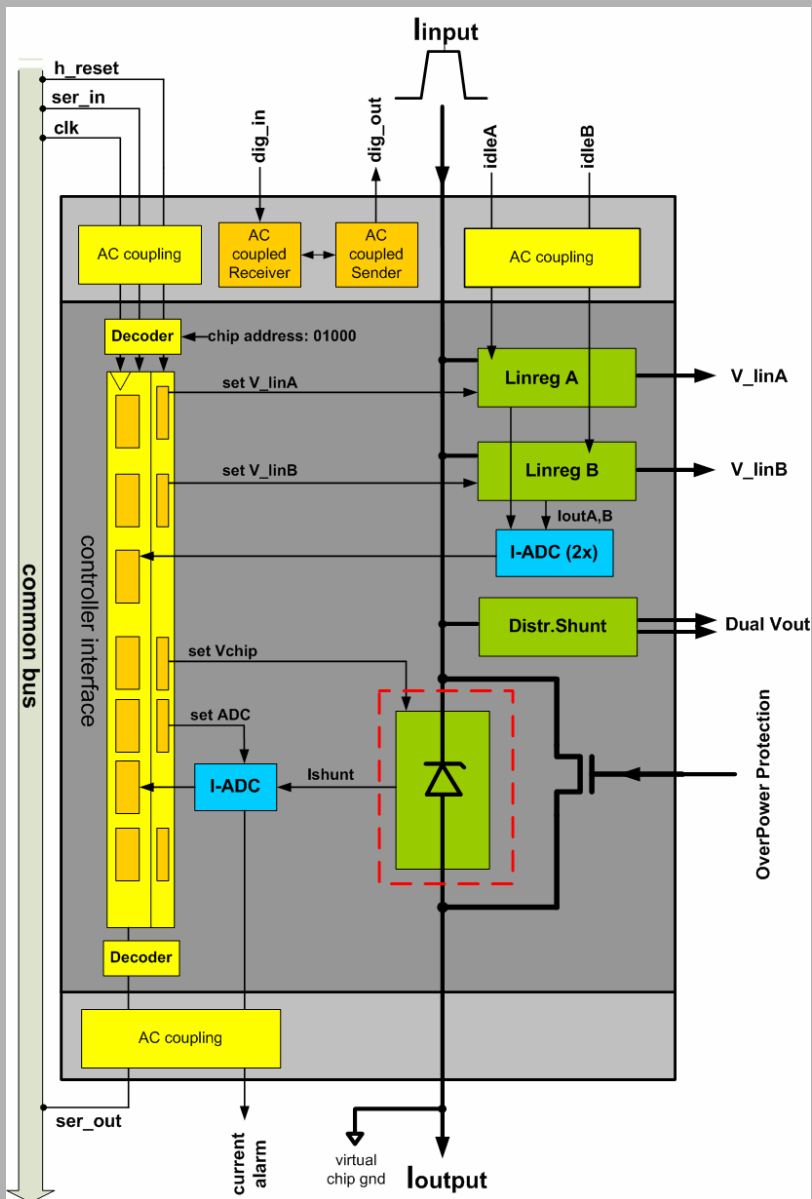 Iinput
h_reset
ser_in
clk
dig_in
dig_out
idleA
idleB
AC coupling
AC
coupled
Receiver
AC
coupled
Sender
AC coupling
Decoder
chip address: 01000
set V_linA
Linreg A
V_linA
set V_linB
Linreg B
V_linB
IoutA,B
I-ADC (2x)
common bus
controller interface
Distr.Shunt
Dual Vout
set Vchip
set ADC
I-ADC
Ishunt
OverPower Protection
Decoder
AC coupling
ser_out
current
alarm
virtual
chip gnd
Ioutput